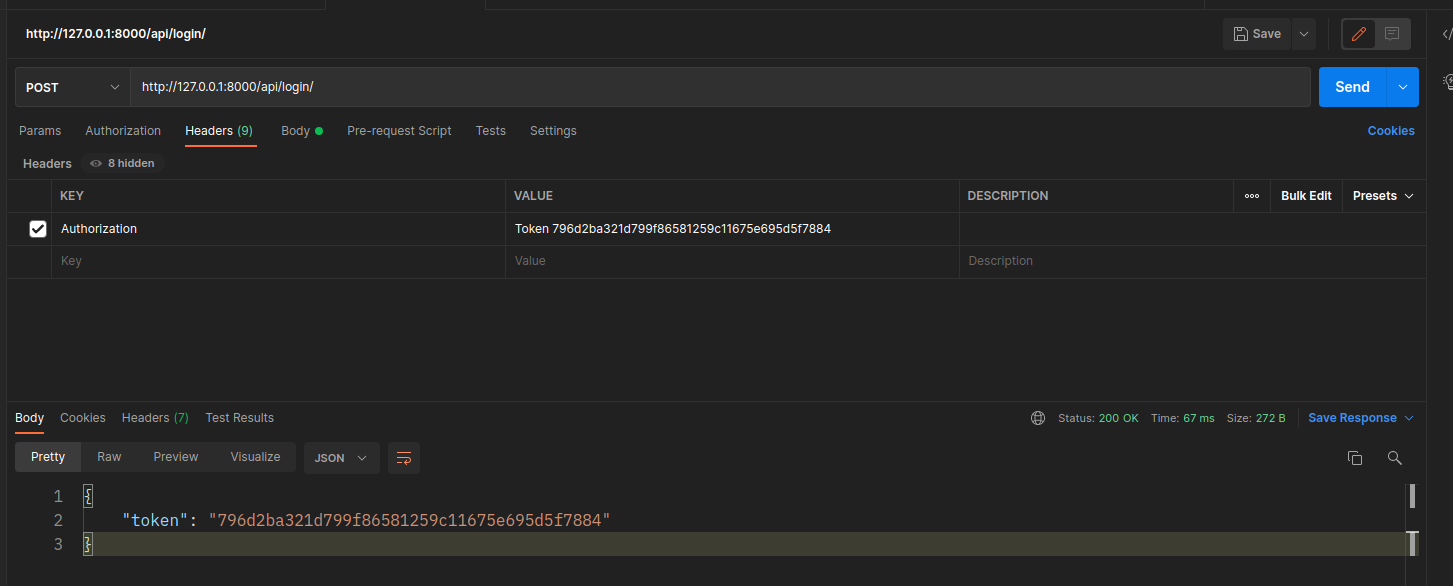 http://127.0.0.1:8000/api/login/
Save
POST
http://127.0.0.1:8000/api/login/
Send
Params Authorization Headers (9) Body Pre-request Script Tests Settings Cookies
Headers 8 hidden
KEY VALUE DESCRIPTION Bulk Edit Presets
Authorization Token 796d2ba321d799f86581259c11675e695d5f7884
Key Value Description
Body Cookies Headers (7) Test Results Status: 200 OK Time: 67 ms Size: 272 B Save Response
Pretty Raw Preview Visualize JSON
1 {
2 "token": "796d2ba321d799f86581259c11675e695d5f7884"
3 }